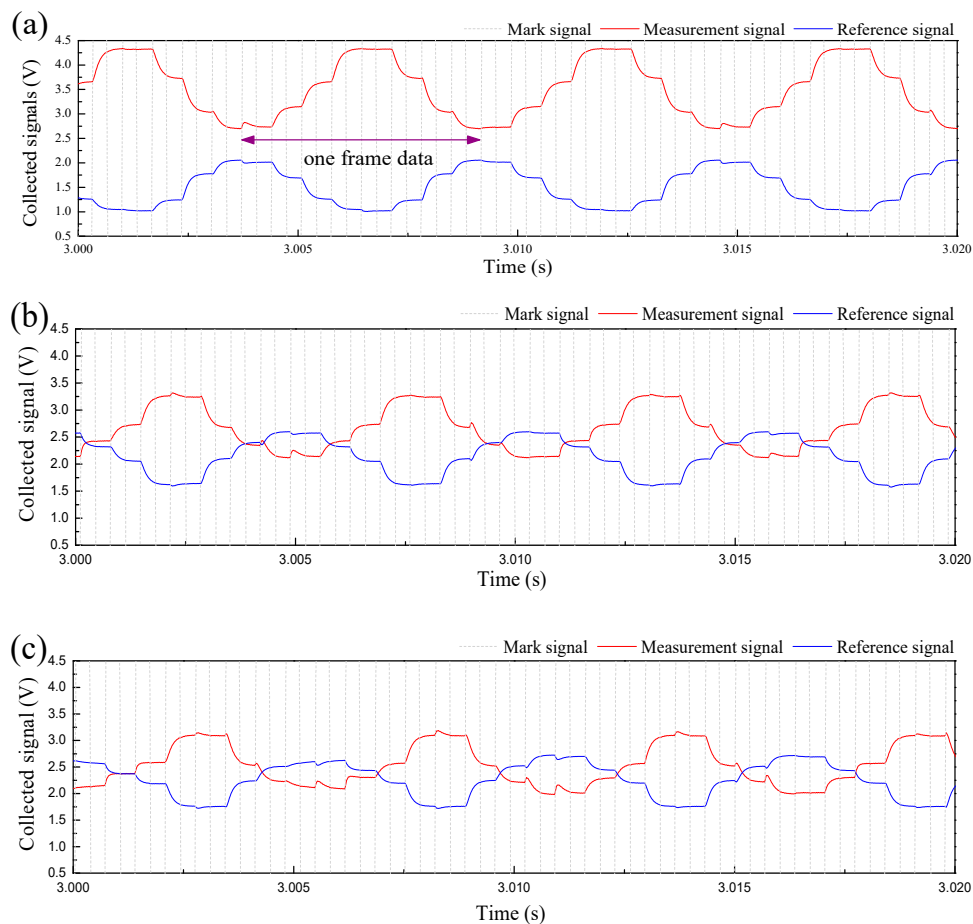 (a)
Mark signal Measurement signal Reference signal
Collected signals (V)
4.5
4.0
3.5
3.0
2.5
2.0
1.5
1.0
0.5
one frame data
3.000 3.005 3.010 3.015 3.020
Time (s)
(b)
Mark signal Measurement signal Reference signal
Collected signal (V)
4.5
4.0
3.5
3.0
2.5
2.0
1.5
1.0
0.5
3.000 3.005 3.010 3.015 3.020
Time (s)
(c)
Mark signal Measurement signal Reference signal
Collected signal (V)
4.5
4.0
3.5
3.0
2.5
2.0
1.5
1.0
0.5
3.000 3.005 3.010 3.015 3.020
Time (s)